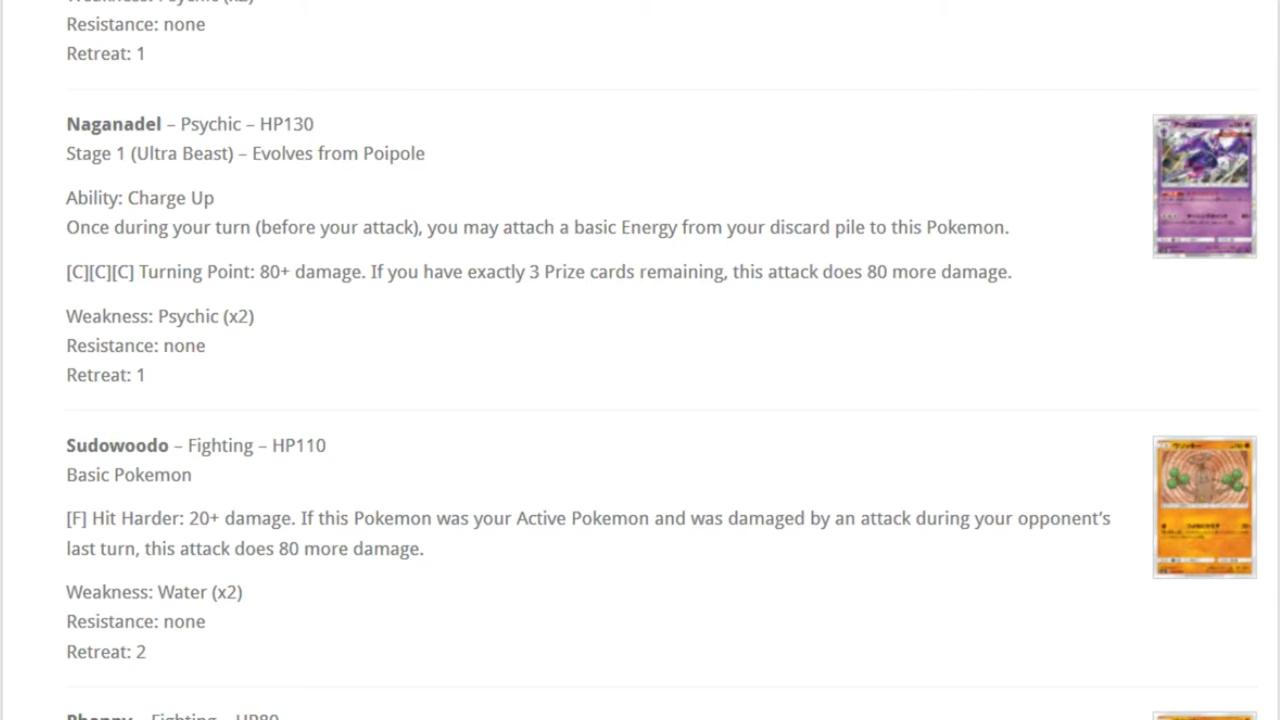 Resistance: none
Retreat: 1
Naganadel – Psychic – HP130
Stage 1 (Ultra Beast) – Evolves from Poipole
Ability: Charge Up
Once during your turn (before your attack), you may attach a basic Energy from your discard pile to this Pokemon.
[C][C][C] Turning Point: 80+ damage. If you have exactly 3 Prize cards remaining, this attack does 80 more damage.
Weakness: Psychic (x2)
Resistance: none
Retreat: 1
Sudowoodo – Fighting – HP110
Basic Pokemon
[F] Hit Harder: 20+ damage. If this Pokemon was your Active Pokemon and was damaged by an attack during your opponent’s
last turn, this attack does 80 more damage.
Weakness: Water (x2)
Resistance: none
Retreat: 2
Phanpy – Fighting – HP80